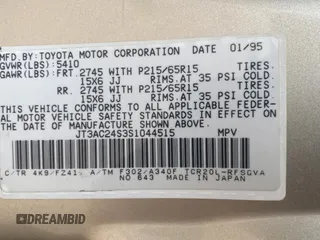 MFD.BY: TOYOTA MOTOR CORPORATION DATE 01/95
GVWR(LBS): 5410
GAWR(LBS): FRT. 2745 WITH P215/65R15 TIRES.
15X6 JJ RIMS.AT 35 PSI COLD.
RR. 2745 WITH P215/65R15 TIRES.
15X6 JJ RIMS.AT 35 PSI COLD.
THIS VEHICLE CONFORMS TO ALL APPLICABLE FEDERAL MOTOR
VEHICLE SAFETY STANDARDS IN EFFECT ON THE
DATE OF MANUFACTURE SHOWN ABOVE.
JT3AC24S3S1044515 MPV
C/TR 4K9/FZ41 A/TM F302/A340F TCR20L-RFSGVA
NO 643 MADE IN JAPAN
DREAMBID